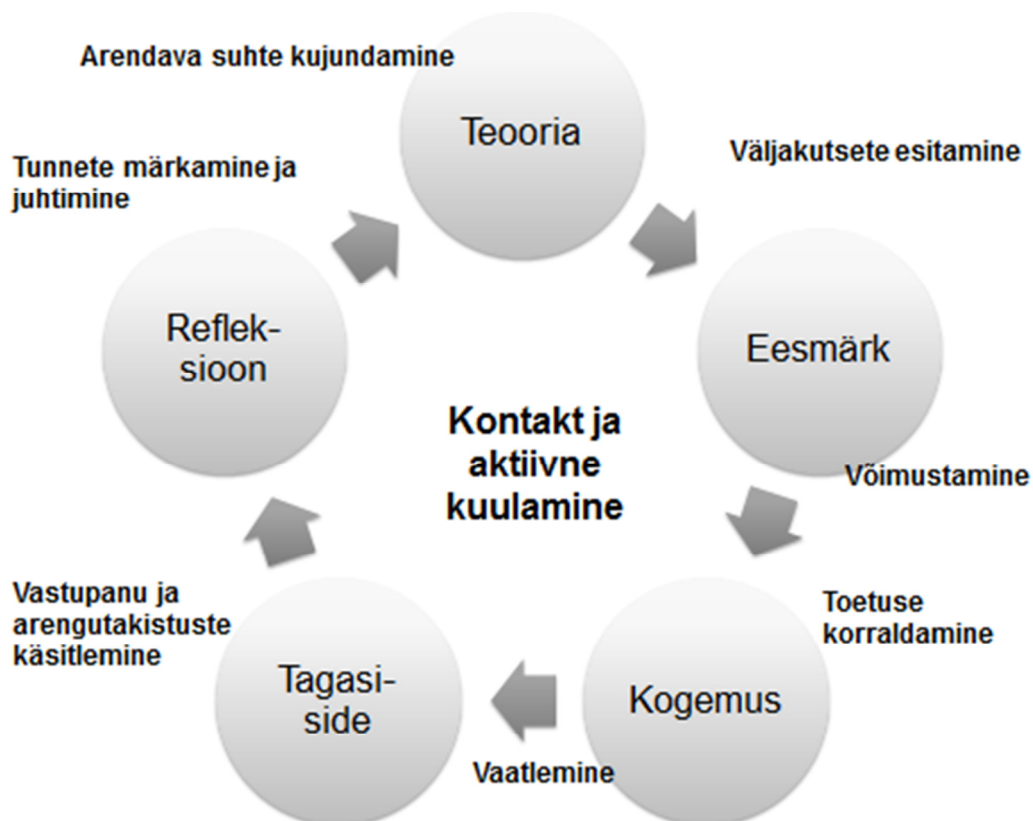 Arendava suhte kujundamine
Teooria
Väljakutsete esitamine
Tunnete märkamine ja
juhtimine
Reflek-
sioon
Eesmärk
Kontakt ja
aktiivne
kuulamine
Võimustamine
Vastupanu ja
arengutakistuste
käsitlemine
Toetuse
korraldamine
Tagasi-
side
Kogemus
Vaatlemine